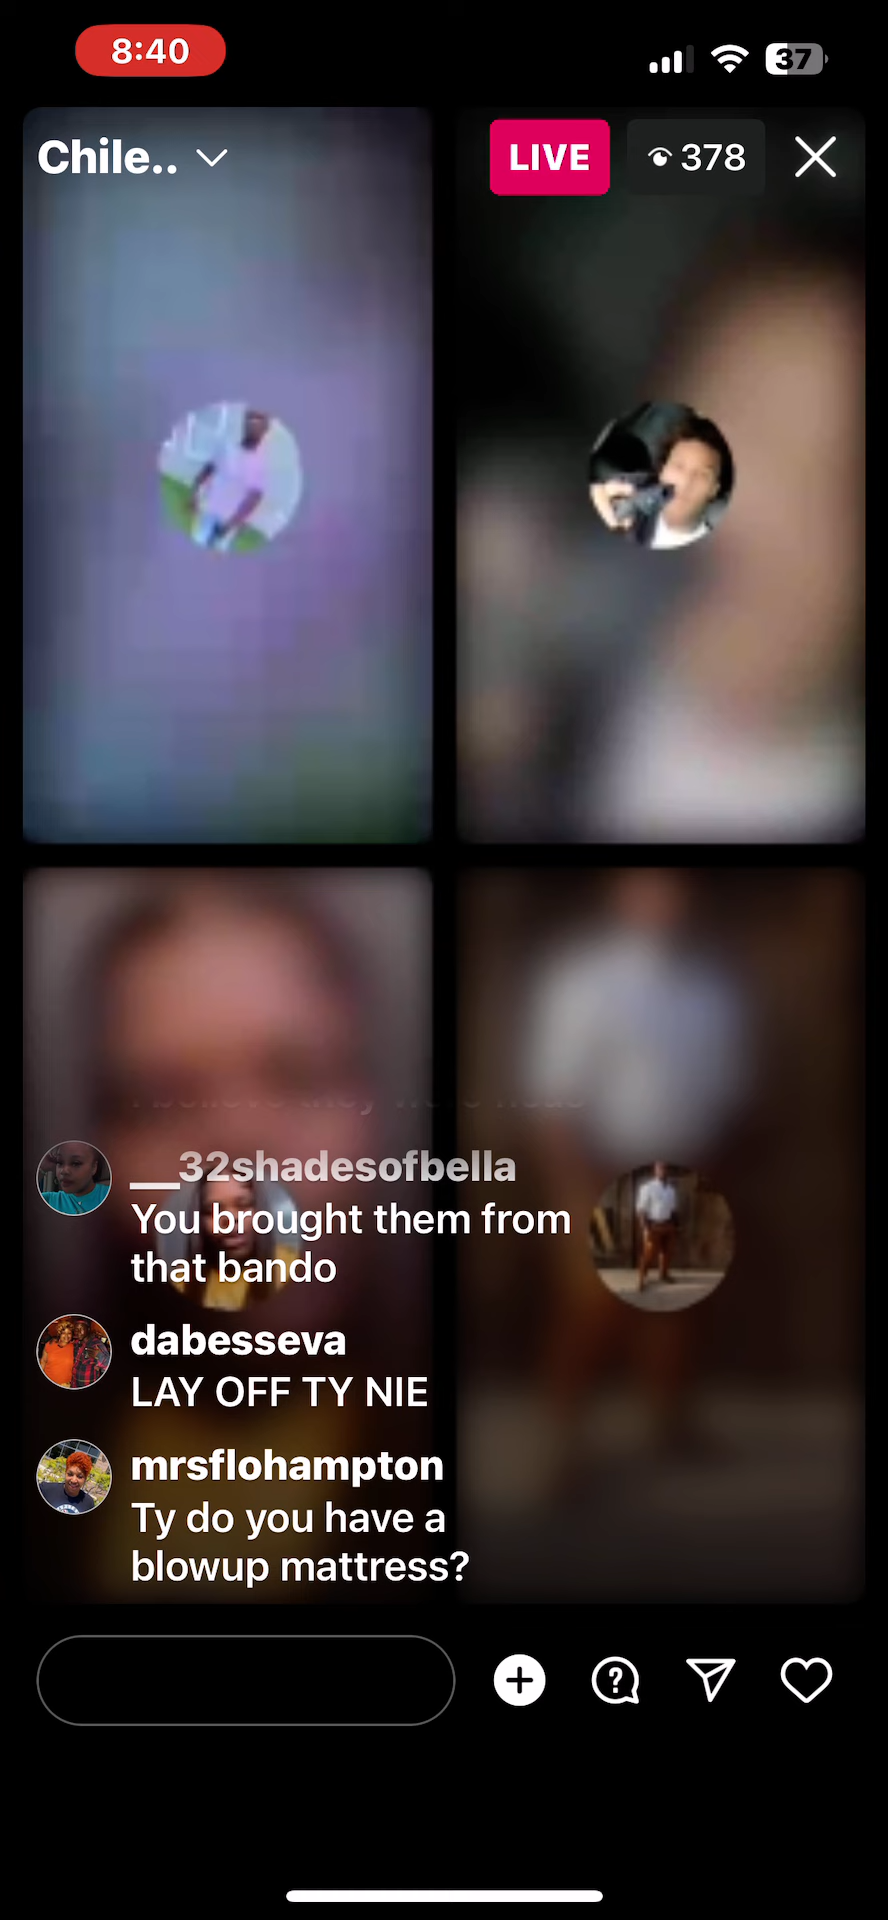 8:40
37
Chile..
LIVE
378
__32shadesofbella
You brought them from
that bando
dabesseva
LAY OFF TY NIE
mrsflohampton
Ty do you have a
blowup mattress?